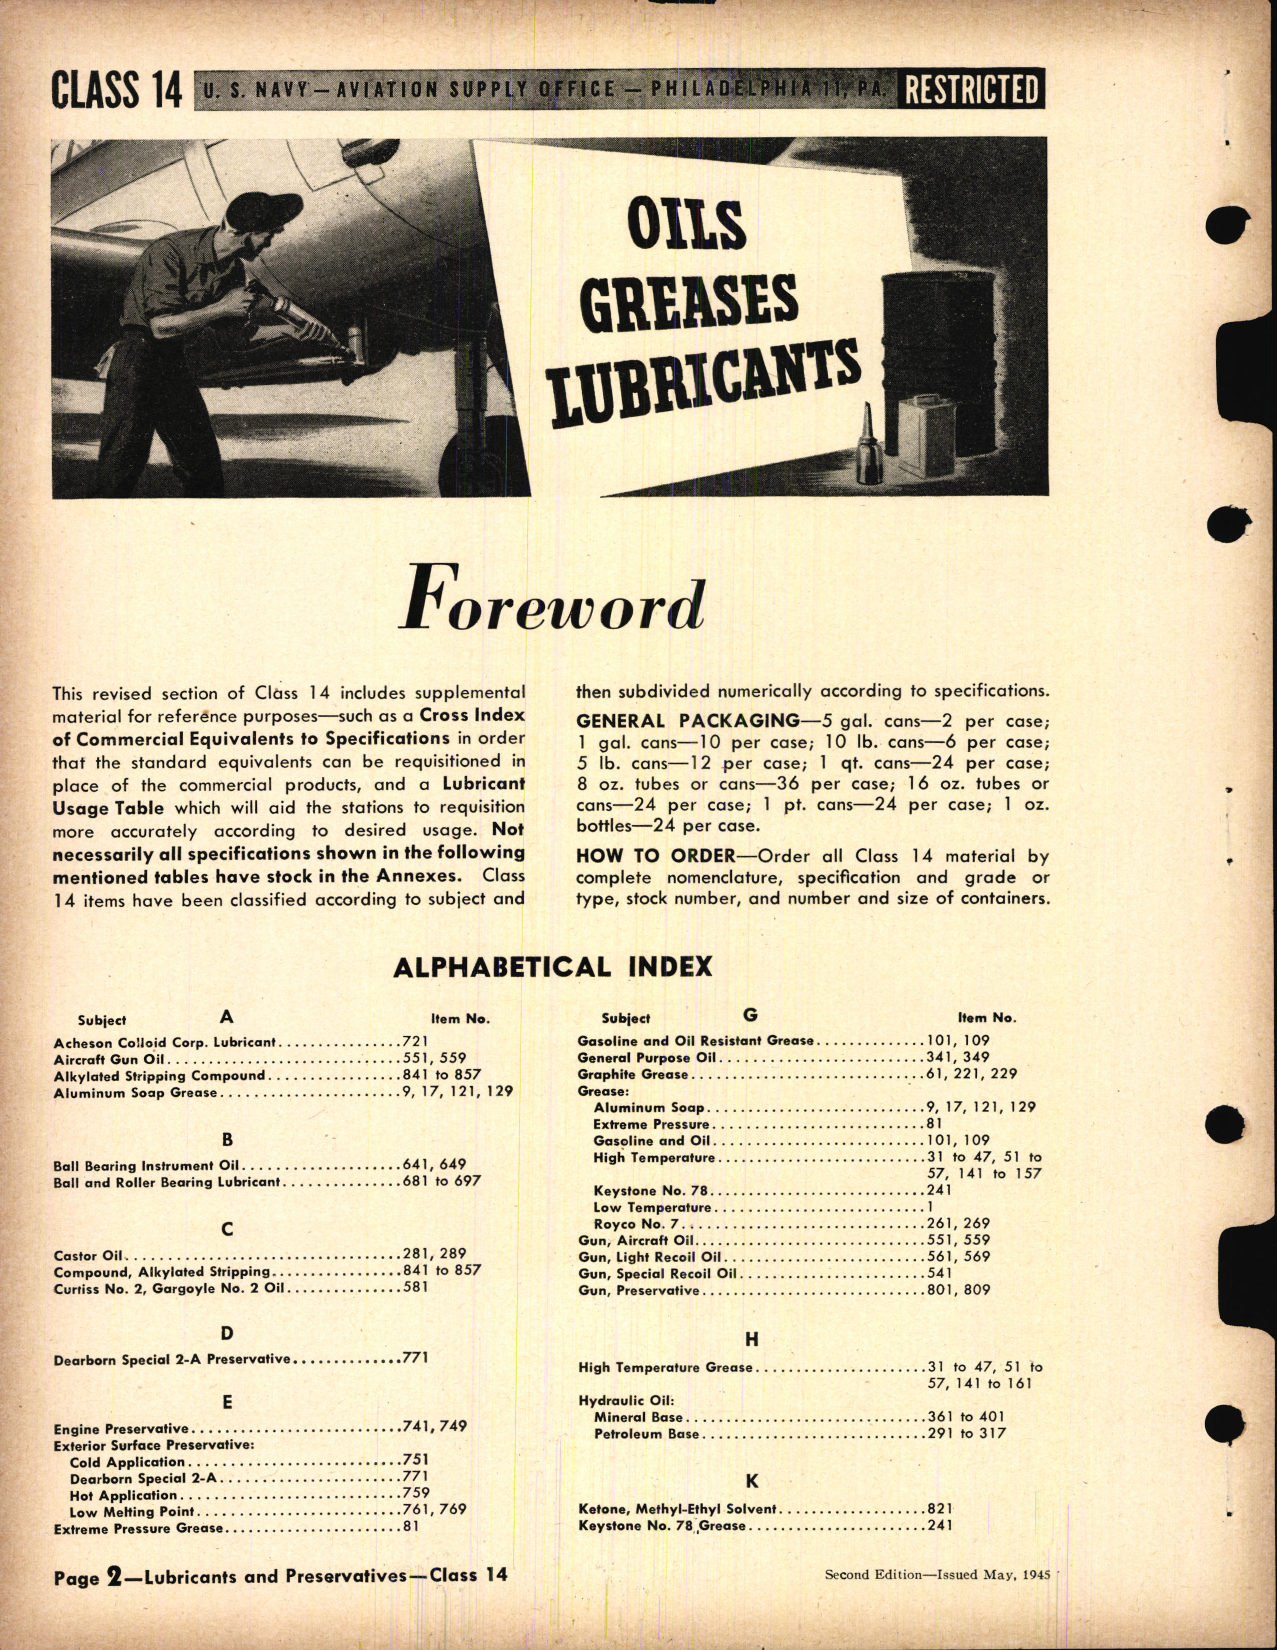 CLASS 14 U. S. NAVY — AVIATION SUPPLY OFFICE — PHILADELPHIA 11, PA. RESTRICTED
OILS
GREASES
LUBRICANTS
Foreword
This revised section of Class 14 includes supplemental
material for reference purposes—such as a Cross Index
of Commercial Equivalents to Specifications in order
that the standard equivalents can be requisitioned in
place of the commercial products, and a Lubricant
Usage Table which will aid the stations to requisition
more accurately according to desired usage. Not
necessarily all specifications shown in the following
mentioned tables have stock in the Annexes. Class
14 items have been classified according to subject and
then subdivided numerically according to specifications.
GENERAL PACKAGING—5 gal. cans—2 per case;
1 gal. cans—10 per case; 10 lb. cans—6 per case;
5 lb. cans—12 per case; 1 qt. cans—24 per case;
8 oz. tubes or cans—36 per case; 16 oz. tubes or
cans—24 per case; 1 pt. cans—24 per case; 1 oz.
bottles—24 per case.
HOW TO ORDER—Order all Class 14 material by
complete nomenclature, specification and grade or
type, stock number, and number and size of containers.
ALPHABETICAL INDEX
Subject A Item No.
Acheson Colloid Corp. Lubricant................721
Aircraft Gun Oil............................551, 559
Alkylated Stripping Compound................841 to 857
Aluminum Soap Grease......................9, 17, 121, 129
B
Ball Bearing Instrument Oil...................641, 649
Ball and Roller Bearing Lubricant...............681 to 697
C
Castor Oil.................................281, 289
Compound, Alkylated Stripping................841 to 857
Curtiss No. 2, Gargoyle No. 2 Oil..............581
D
Dearborn Special 2-A Preservative..............771
E
Engine Preservative.........................741, 749
Exterior Surface Preservative:
Cold Application..........................751
Dearborn Special 2-A......................771
Hot Application...........................759
Low Melting Point.........................761, 769
Extreme Pressure Grease.....................81
Subject G Item No.
Gasoline and Oil Resistant Grease.............101, 109
General Purpose Oil.........................341, 349
Graphite Grease............................61, 221, 229
Grease:
Aluminum Soap..........................9, 17, 121, 129
Extreme Pressure.........................81
Gasoline and Oil..........................101, 109
High Temperature.........................31 to 47, 51 to
57, 141 to 157
Keystone No. 78..........................241
Low Temperature.........................1
Royco No. 7.............................261, 269
Gun, Aircraft Oil............................551, 559
Gun, Light Recoil Oil........................561, 569
Gun, Special Recoil Oil......................541
Gun, Preservative...........................801, 809
H
High Temperature Grease.....................31 to 47, 51 to
57, 141 to 161
Hydraulic Oil:
Mineral Base.............................361 to 401
Petroleum Base...........................291 to 317
K
Ketone, Methyl-Ethyl Solvent..................821
Keystone No. 78 Grease.....................241
Page 2—Lubricants and Preservatives—Class 14
Second Edition—Issued May, 1945